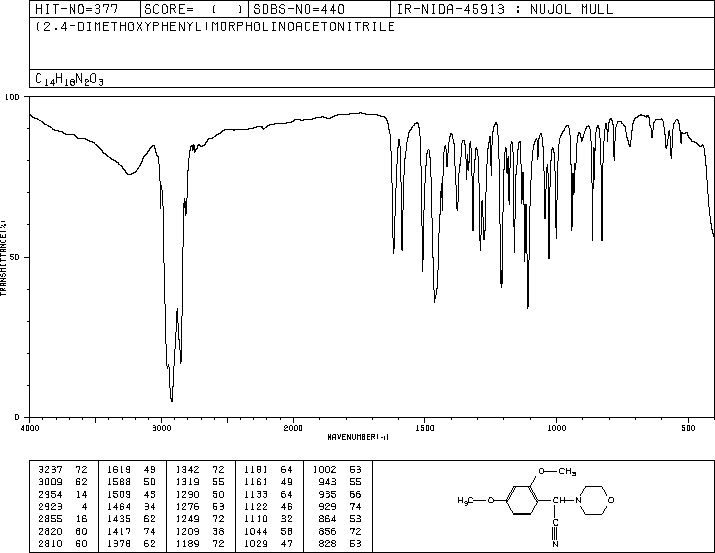 HIT-NO=377 SCORE= ( ) SDBS-NO=440 IR-NIDA-45913 : NUJOL MULL
(2,4-DIMETHOXYPHENYL)MORPHOLINOACETONITRILE
C14H18N2O3
100
50
0
TRANSMITTANCE(%)
4000 3000 2000 1500 1000 500
WAVENUMBER(-1)
3237 72 1619 49 1342 72 1181 64 1002 53
3009 62 1588 50 1319 55 1161 49 943 55
2954 14 1509 45 1290 50 1133 64 935 66
2923 4 1464 34 1276 53 1122 46 929 74
2855 16 1435 62 1249 72 1110 32 864 53
2820 60 1417 74 1209 38 1044 58 856 72
2810 60 1378 62 1189 72 1029 47 828 53
O—CH3
H3C—O
CH
N
O
C
N